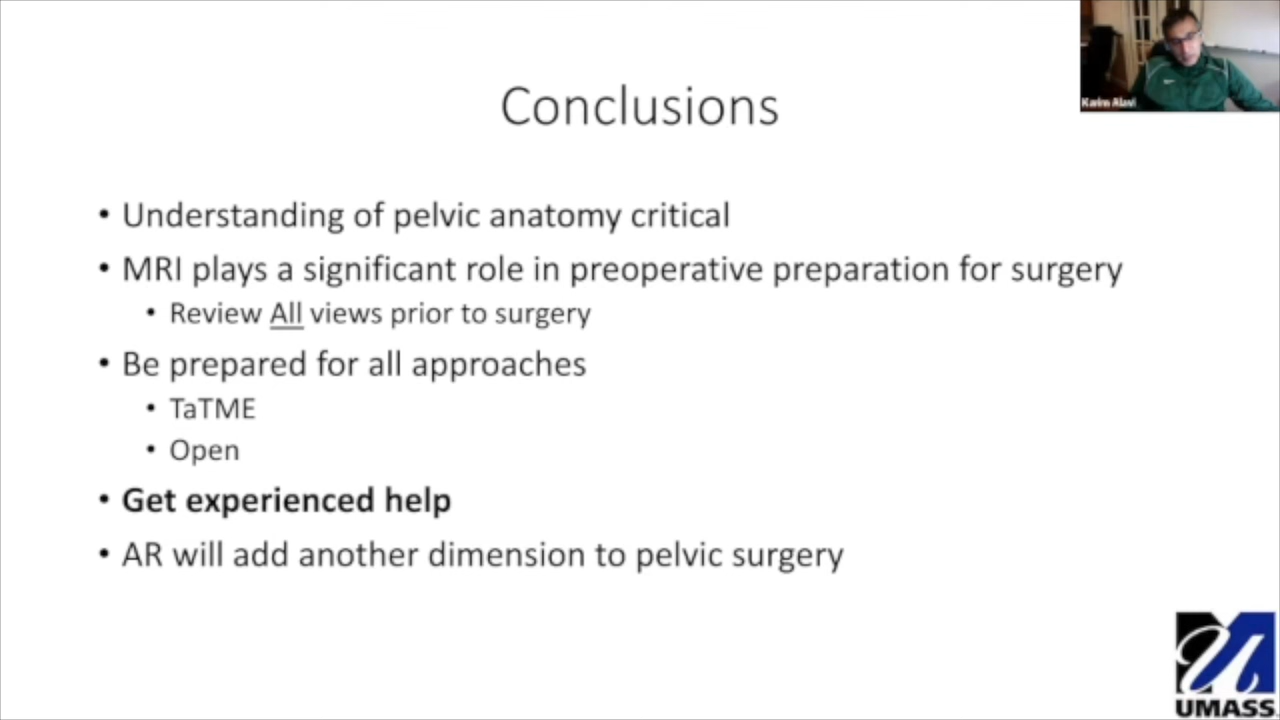 Karim Alavi
Conclusions
• Understanding of pelvic anatomy critical
• MRI plays a significant role in preoperative preparation for surgery
• Review All views prior to surgery
• Be prepared for all approaches
• TaTME
• Open
• Get experienced help
• AR will add another dimension to pelvic surgery
UMASS